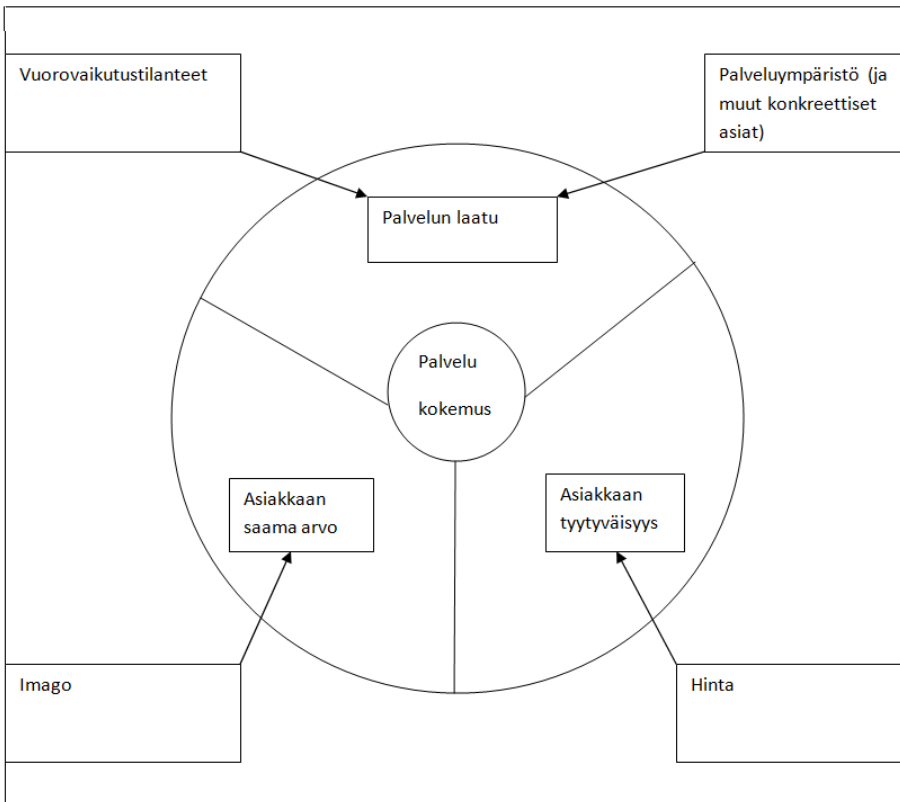 Vuorovaikutustilanteet
Palveluympäristö (ja
muut konkreettiset
asiat)
Palvelun laatu
Palvelu
kokemus
Asiakkaan
saama arvo
Asiakkaan
tyytyväisyys
Imago
Hinta